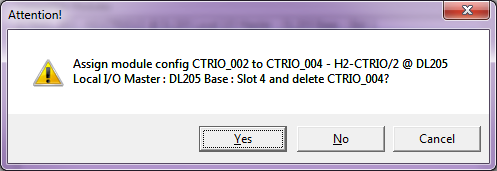 Attention!
Assign module config CTRIO_002 to CTRIO_004 - H2-CTRIO/2 @ DL205
Local I/O Master : DL205 Base : Slot 4 and delete CTRIO_004?
Yes
No
Cancel